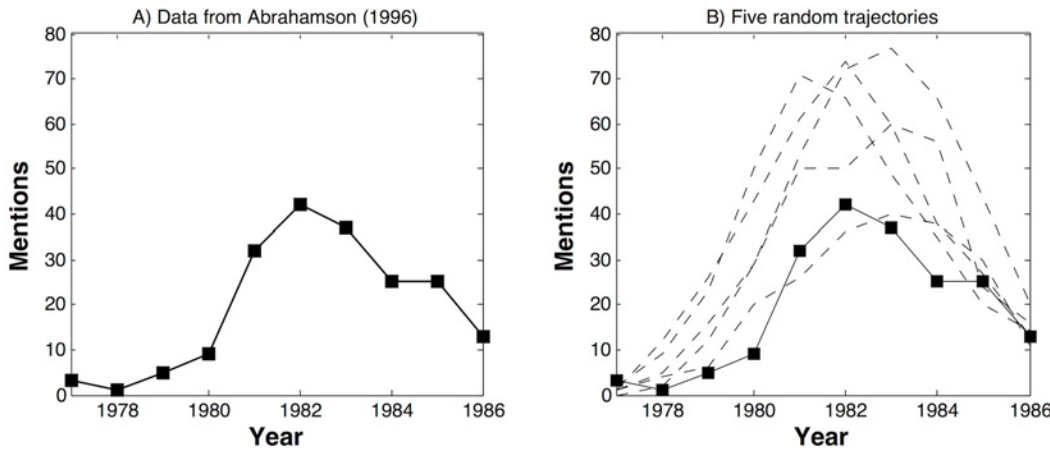 A) Data from Abrahamson (1996)
80
70
60
50
40
30
20
10
0
Mentions
1978 1980 1982 1984 1986
Year
B) Five random trajectories
80
70
60
50
40
30
20
10
0
Mentions
1978 1980 1982 1984 1986
Year